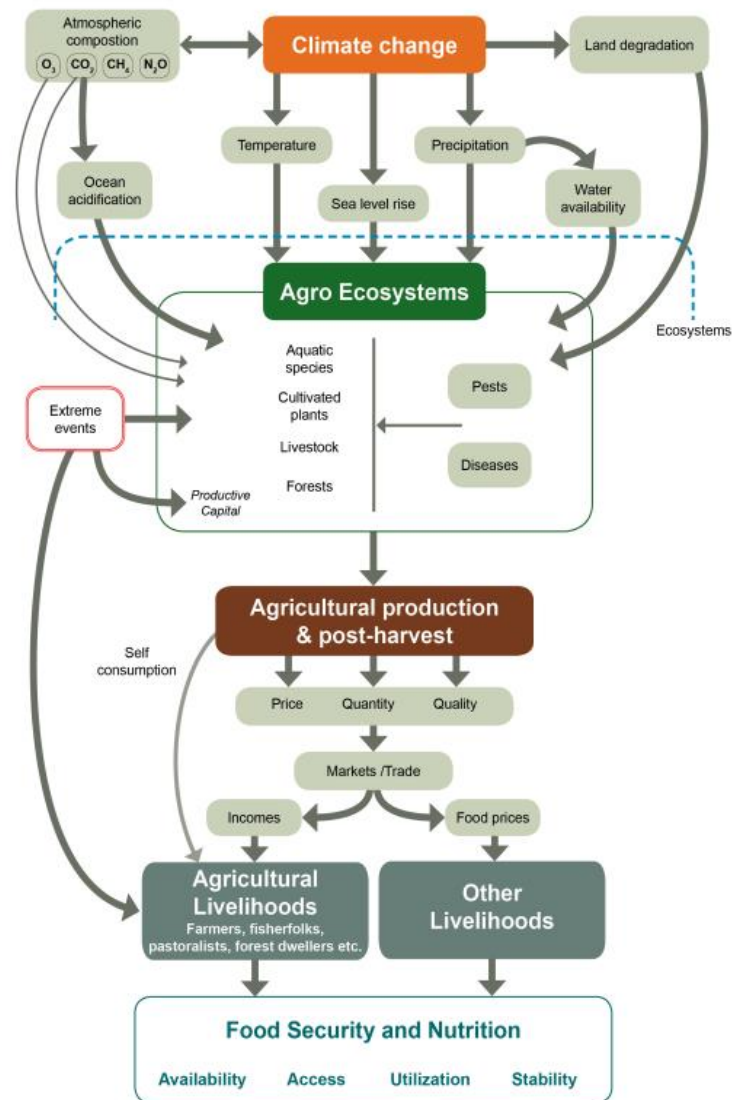 Atmospheric
compostion
O₃ CO₂ CH₄ N₂O
Climate change
Land degradation
Temperature
Precipitation
Ocean
acidification
Sea level rise
Water
availability
Agro Ecosystems
Ecosystems
Aquatic
species
Pests
Cultivated
plants
Extreme
events
Livestock
Diseases
Forests
Productive
Capital
Agricultural production
& post-harvest
Self
consumption
Price Quantity Quality
Markets /Trade
Incomes
Food prices
Agricultural
Livelihoods
Farmers, fisherfolks,
pastoralists, forest dwellers etc.
Other
Livelihoods
Food Security and Nutrition
Availability Access Utilization Stability